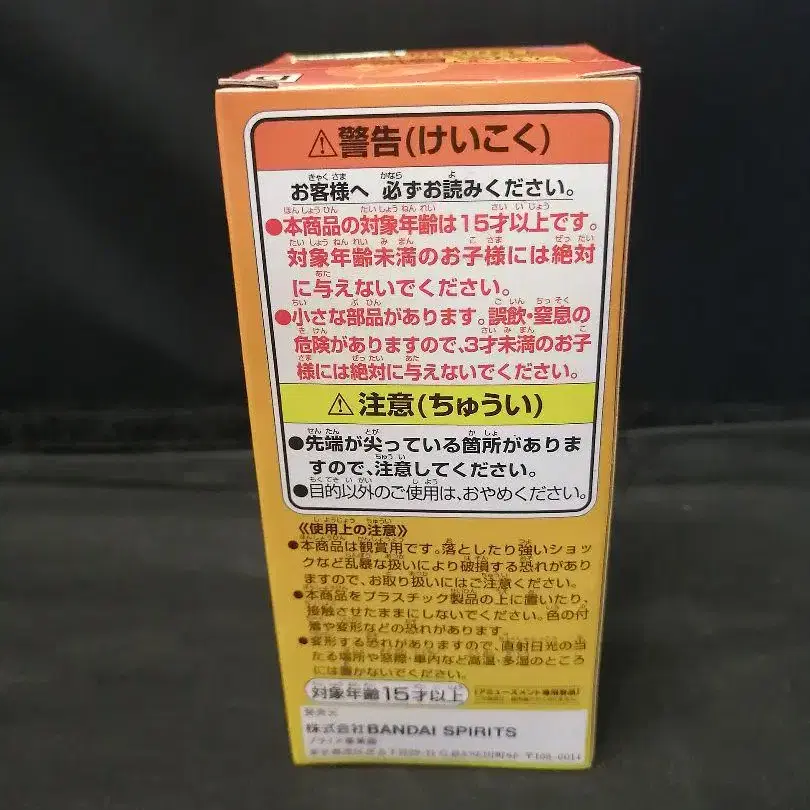 ⚠警告(けいこく)
お客様へ 必ずお読みください。
●本商品の対象年齢は15才以上です。
対象年齢未満のお子様には絶対
に与えないでください。
●小さな部品があります。誤飲・窒息の
危険がありますので、3才未満のお子
様には絶対に与えないでください。
⚠注意(ちゅうい)
●先端が尖っている箇所がありま
すので、注意してください。
●目的以外のご使用は、おやめください。
《使用上の注意》
●本商品は観賞用です。落としたり強いショッ
クなど乱暴な扱いにより破損する恐れがあり
ますので、お取り扱いにはご注意ください。
●本商品をプラスチック製品の上に置いたり、
接触させたままにしないでください。色の付
着や変形などの恐れがあります。
●変形する恐れがありますので、直射日光の当
たる場所や窓際・車内など高温・多湿のところ
には置かないでください。
対象年齢15才以上
発売元
株式会社BANDAI SPIRITS